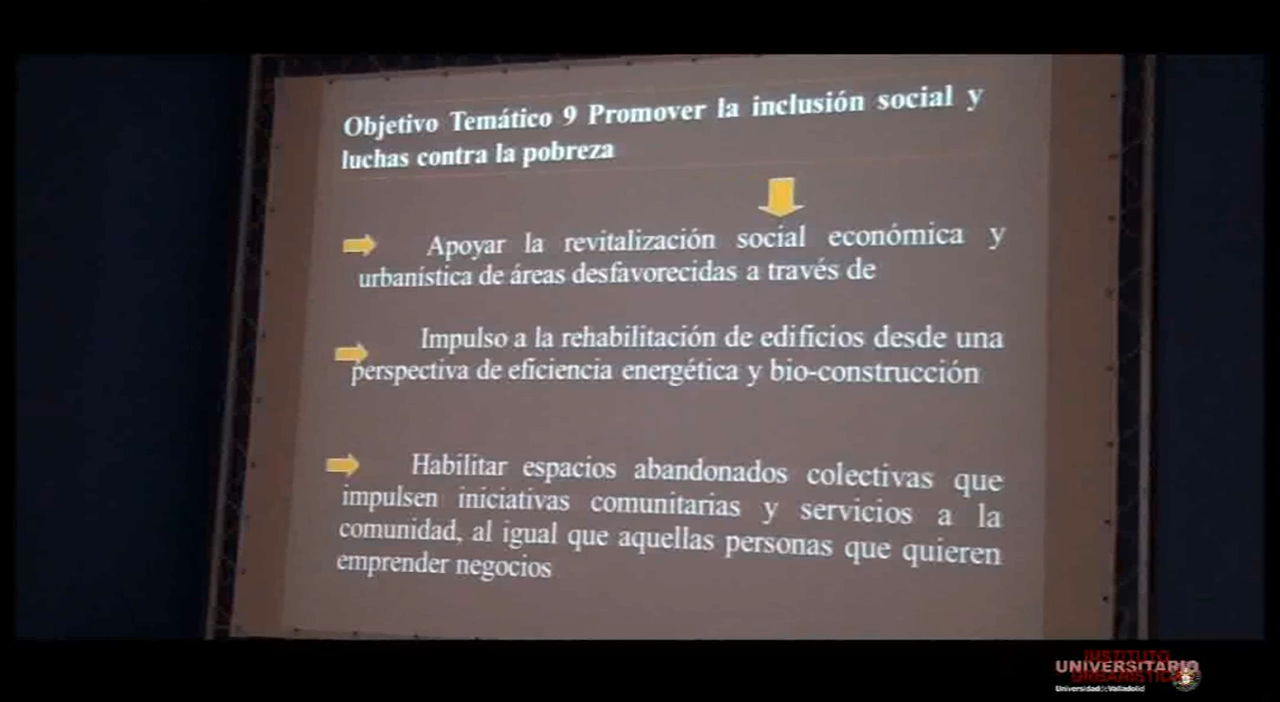 Objetivo Temático 9 Promover la inclusión social y
luchas contra la pobreza
Apoyar la revitalización social económica y
urbanística de áreas desfavorecidas a través de
Impulso a la rehabilitación de edificios desde una
perspectiva de eficiencia energética y bio-construcción
Habilitar espacios abandonados colectivas que
impulsen iniciativas comunitarias y servicios a la
comunidad, al igual que aquellas personas que quieren
emprender negocios
UNIVERSITARIO
Universidad de Valladolid